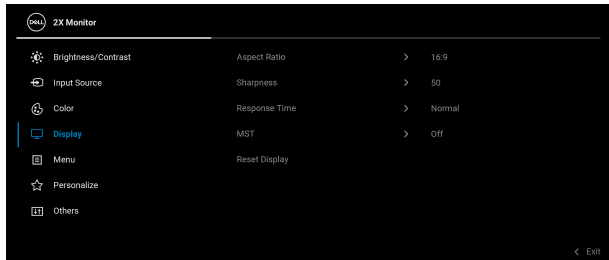 DELL 2X Monitor
Brightness/Contrast Aspect Ratio > 16:9
Input Source Sharpness > 50
Color Response Time > Normal
Display MST > Off
Menu Reset Display
Personalize
Others
< Exit